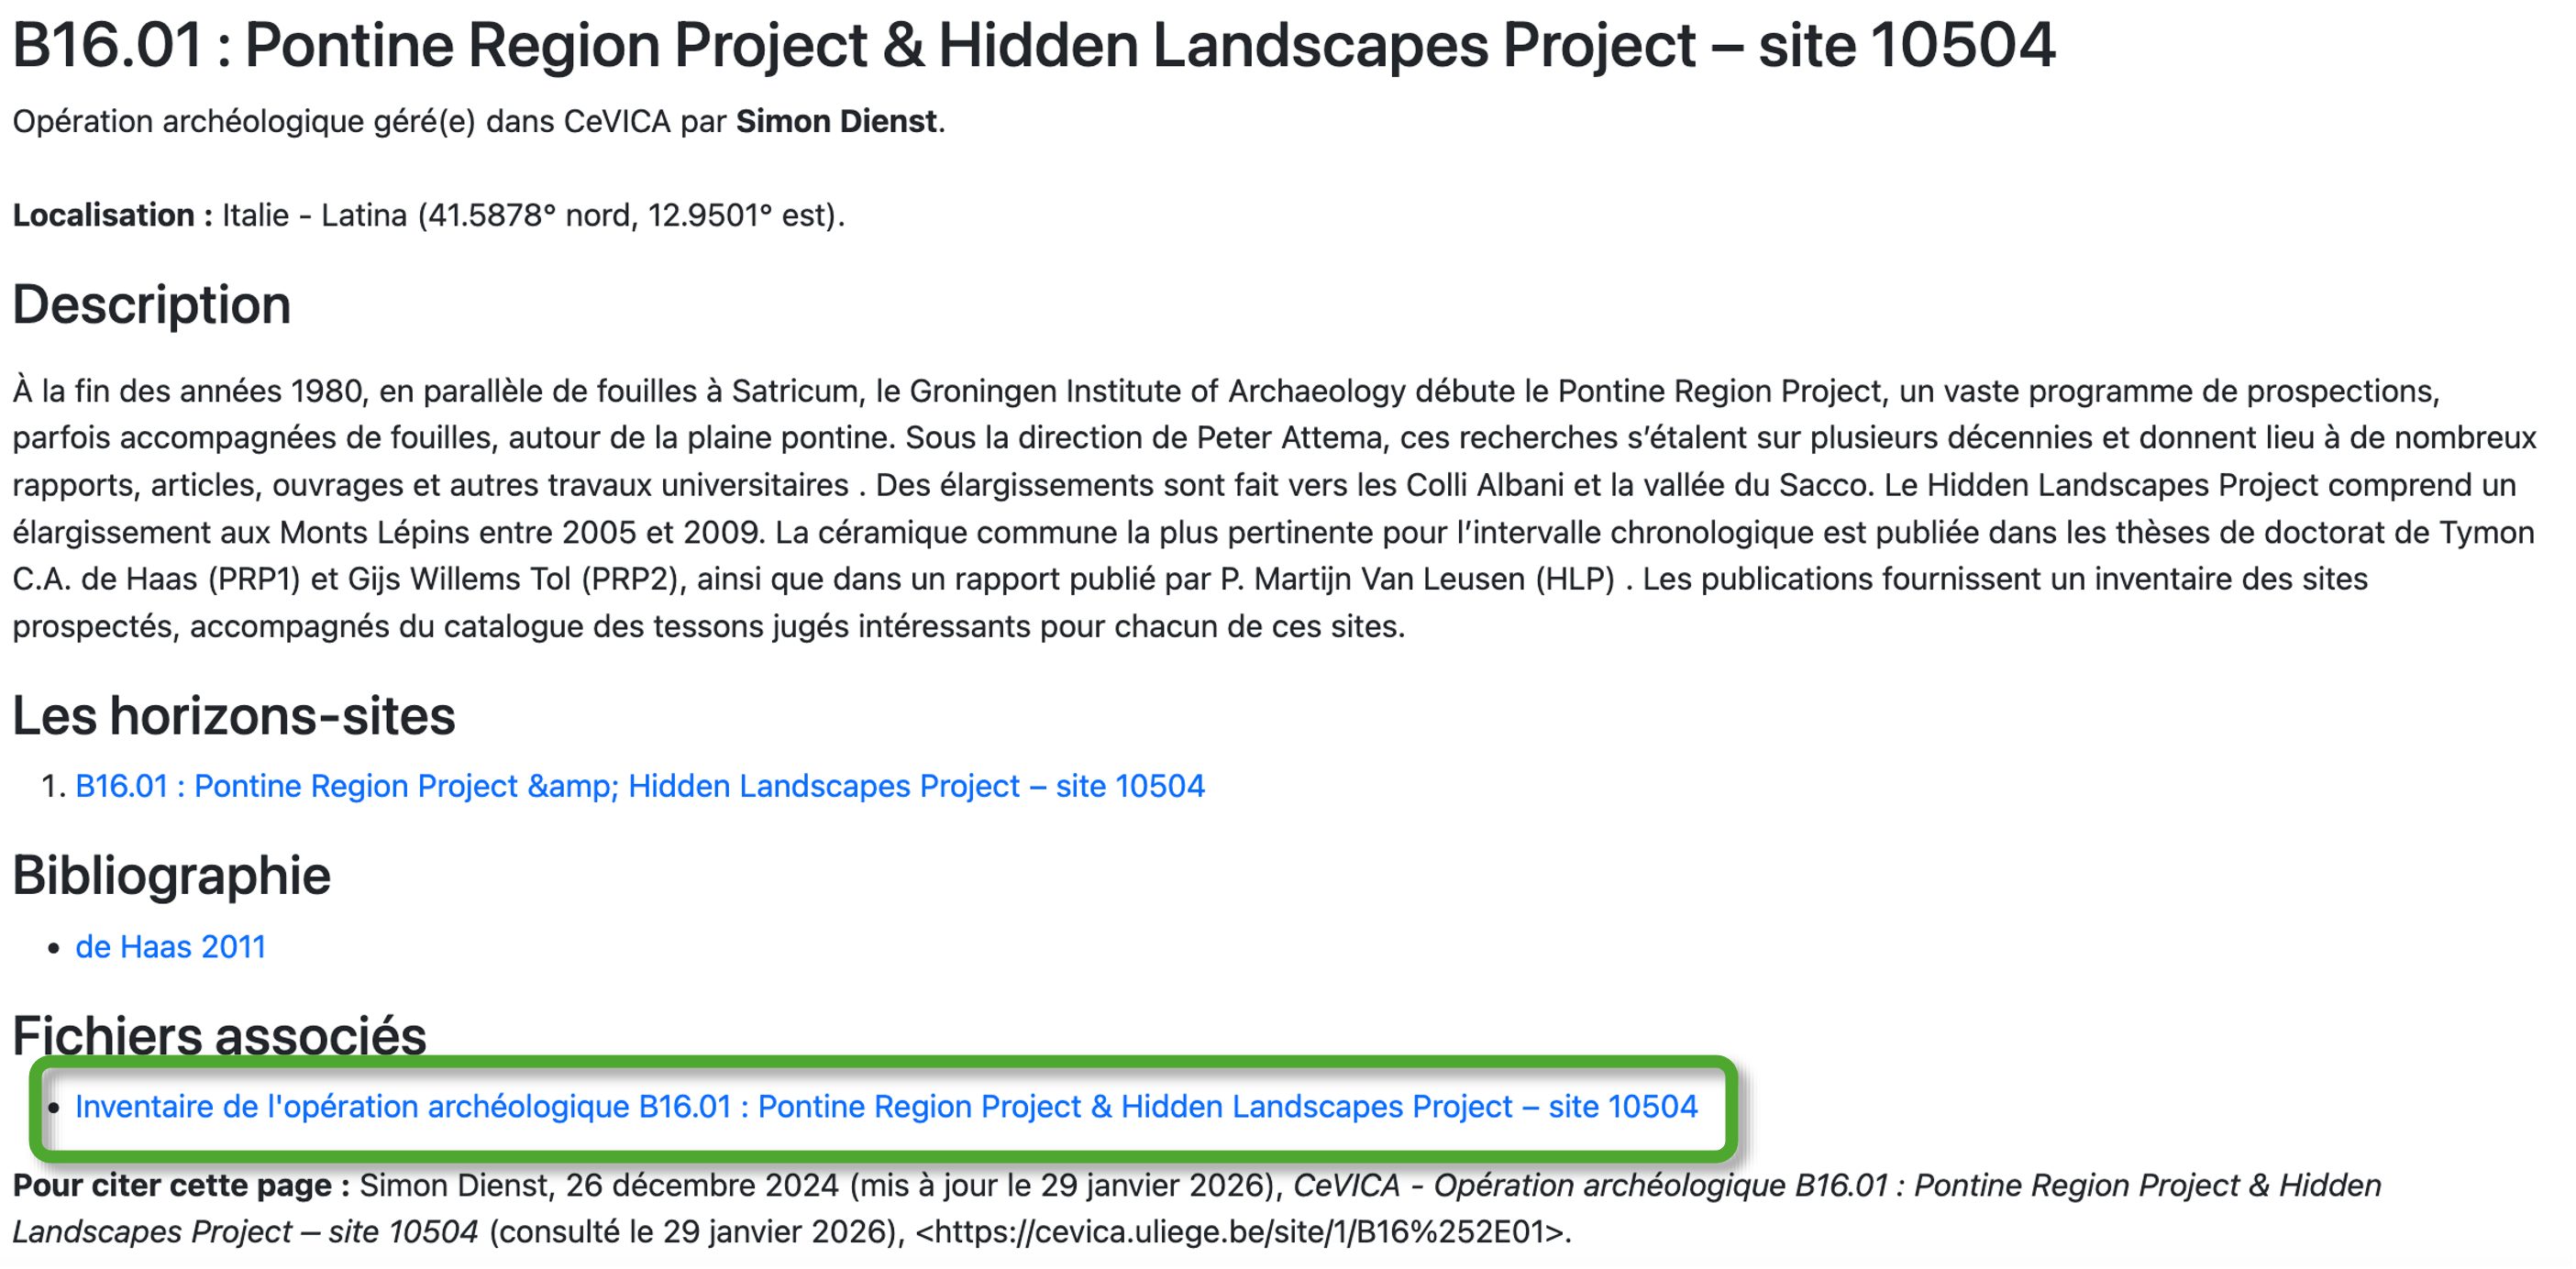 B16.01 : Pontine Region Project & Hidden Landscapes Project – site 10504
Opération archéologique géré(e) dans CeVICA par Simon Dienst.
Localisation : Italie - Latina (41.5878° nord, 12.9501° est).
Description
À la fin des années 1980, en parallèle de fouilles à Satricum, le Groningen Institute of Archaeology débute le Pontine Region Project, un vaste programme de prospections,
parfois accompagnées de fouilles, autour de la plaine pontine. Sous la direction de Peter Attema, ces recherches s’étalent sur plusieurs décennies et donnent lieu à de nombreux
rapports, articles, ouvrages et autres travaux universitaires . Des élargissements sont fait vers les Colli Albani et la vallée du Sacco. Le Hidden Landscapes Project comprend un
élargissement aux Monts Lépins entre 2005 et 2009. La céramique commune la plus pertinente pour l’intervalle chronologique est publiée dans les thèses de doctorat de Tymon
C.A. de Haas (PRP1) et Gijs Willems Tol (PRP2), ainsi que dans un rapport publié par P. Martijn Van Leusen (HLP) . Les publications fournissent un inventaire des sites
prospectés, accompagnés du catalogue des tessons jugés intéressants pour chacun de ces sites.
Les horizons-sites
1. B16.01 : Pontine Region Project &amp; Hidden Landscapes Project – site 10504
Bibliographie
• de Haas 2011
Fichiers associés
• Inventaire de l'opération archéologique B16.01 : Pontine Region Project & Hidden Landscapes Project – site 10504
Pour citer cette page : Simon Dienst, 26 décembre 2024 (mis à jour le 29 janvier 2026), CeVICA - Opération archéologique B16.01 : Pontine Region Project & Hidden
Landscapes Project – site 10504 (consulté le 29 janvier 2026), <https://cevica.uliege.be/site/1/B16%252E01>.